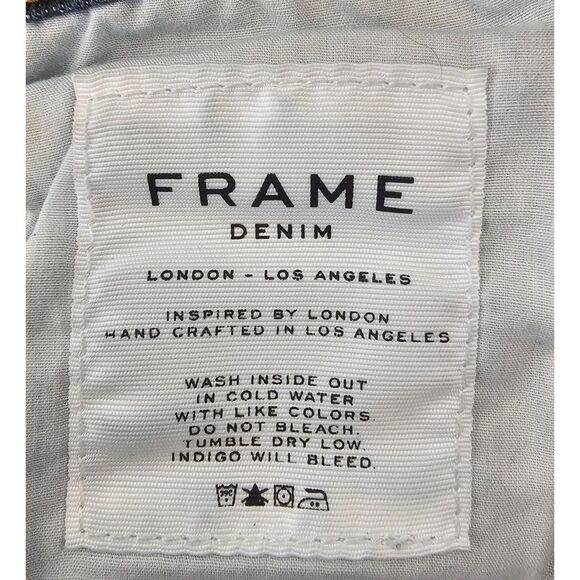 FRAME
DENIM
LONDON - LOS ANGELES
INSPIRED BY LONDON
HAND CRAFTED IN LOS ANGELES
WASH INSIDE OUT
IN COLD WATER
WITH LIKE COLORS
DO NOT BLEACH.
TUMBLE DRY LOW.
INDIGO WILL BLEED.